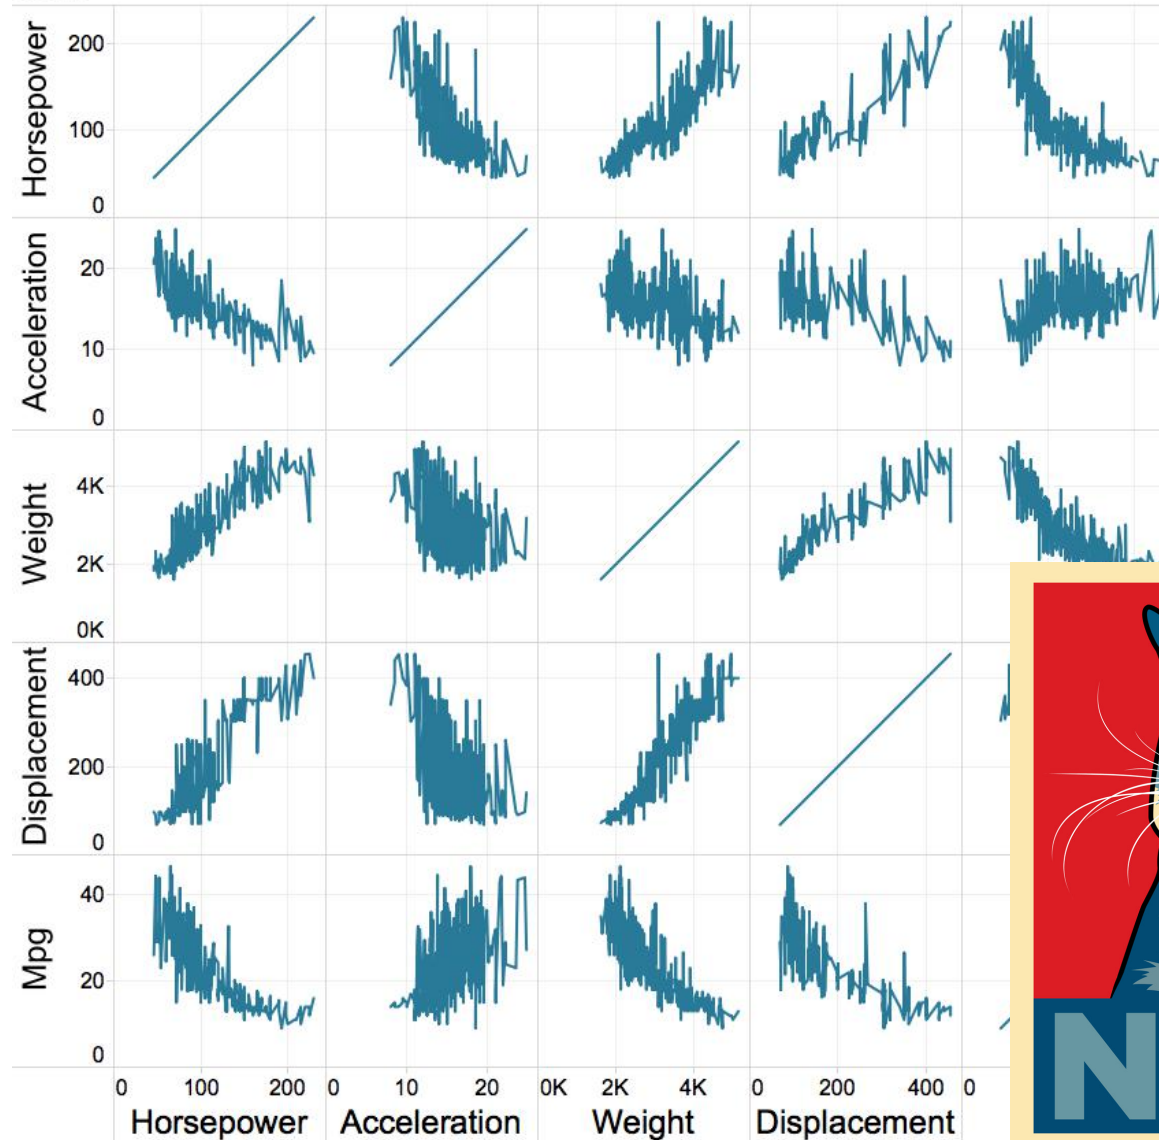 Horsepower
200
100
0
Acceleration
20
10
0
Weight
4K
2K
0K
Displacement
400
200
0
Mpg
40
20
0
0 100 200 0 10 20 0K 2K 4K 0 200 400 0
Horsepower Acceleration Weight Displacement
N